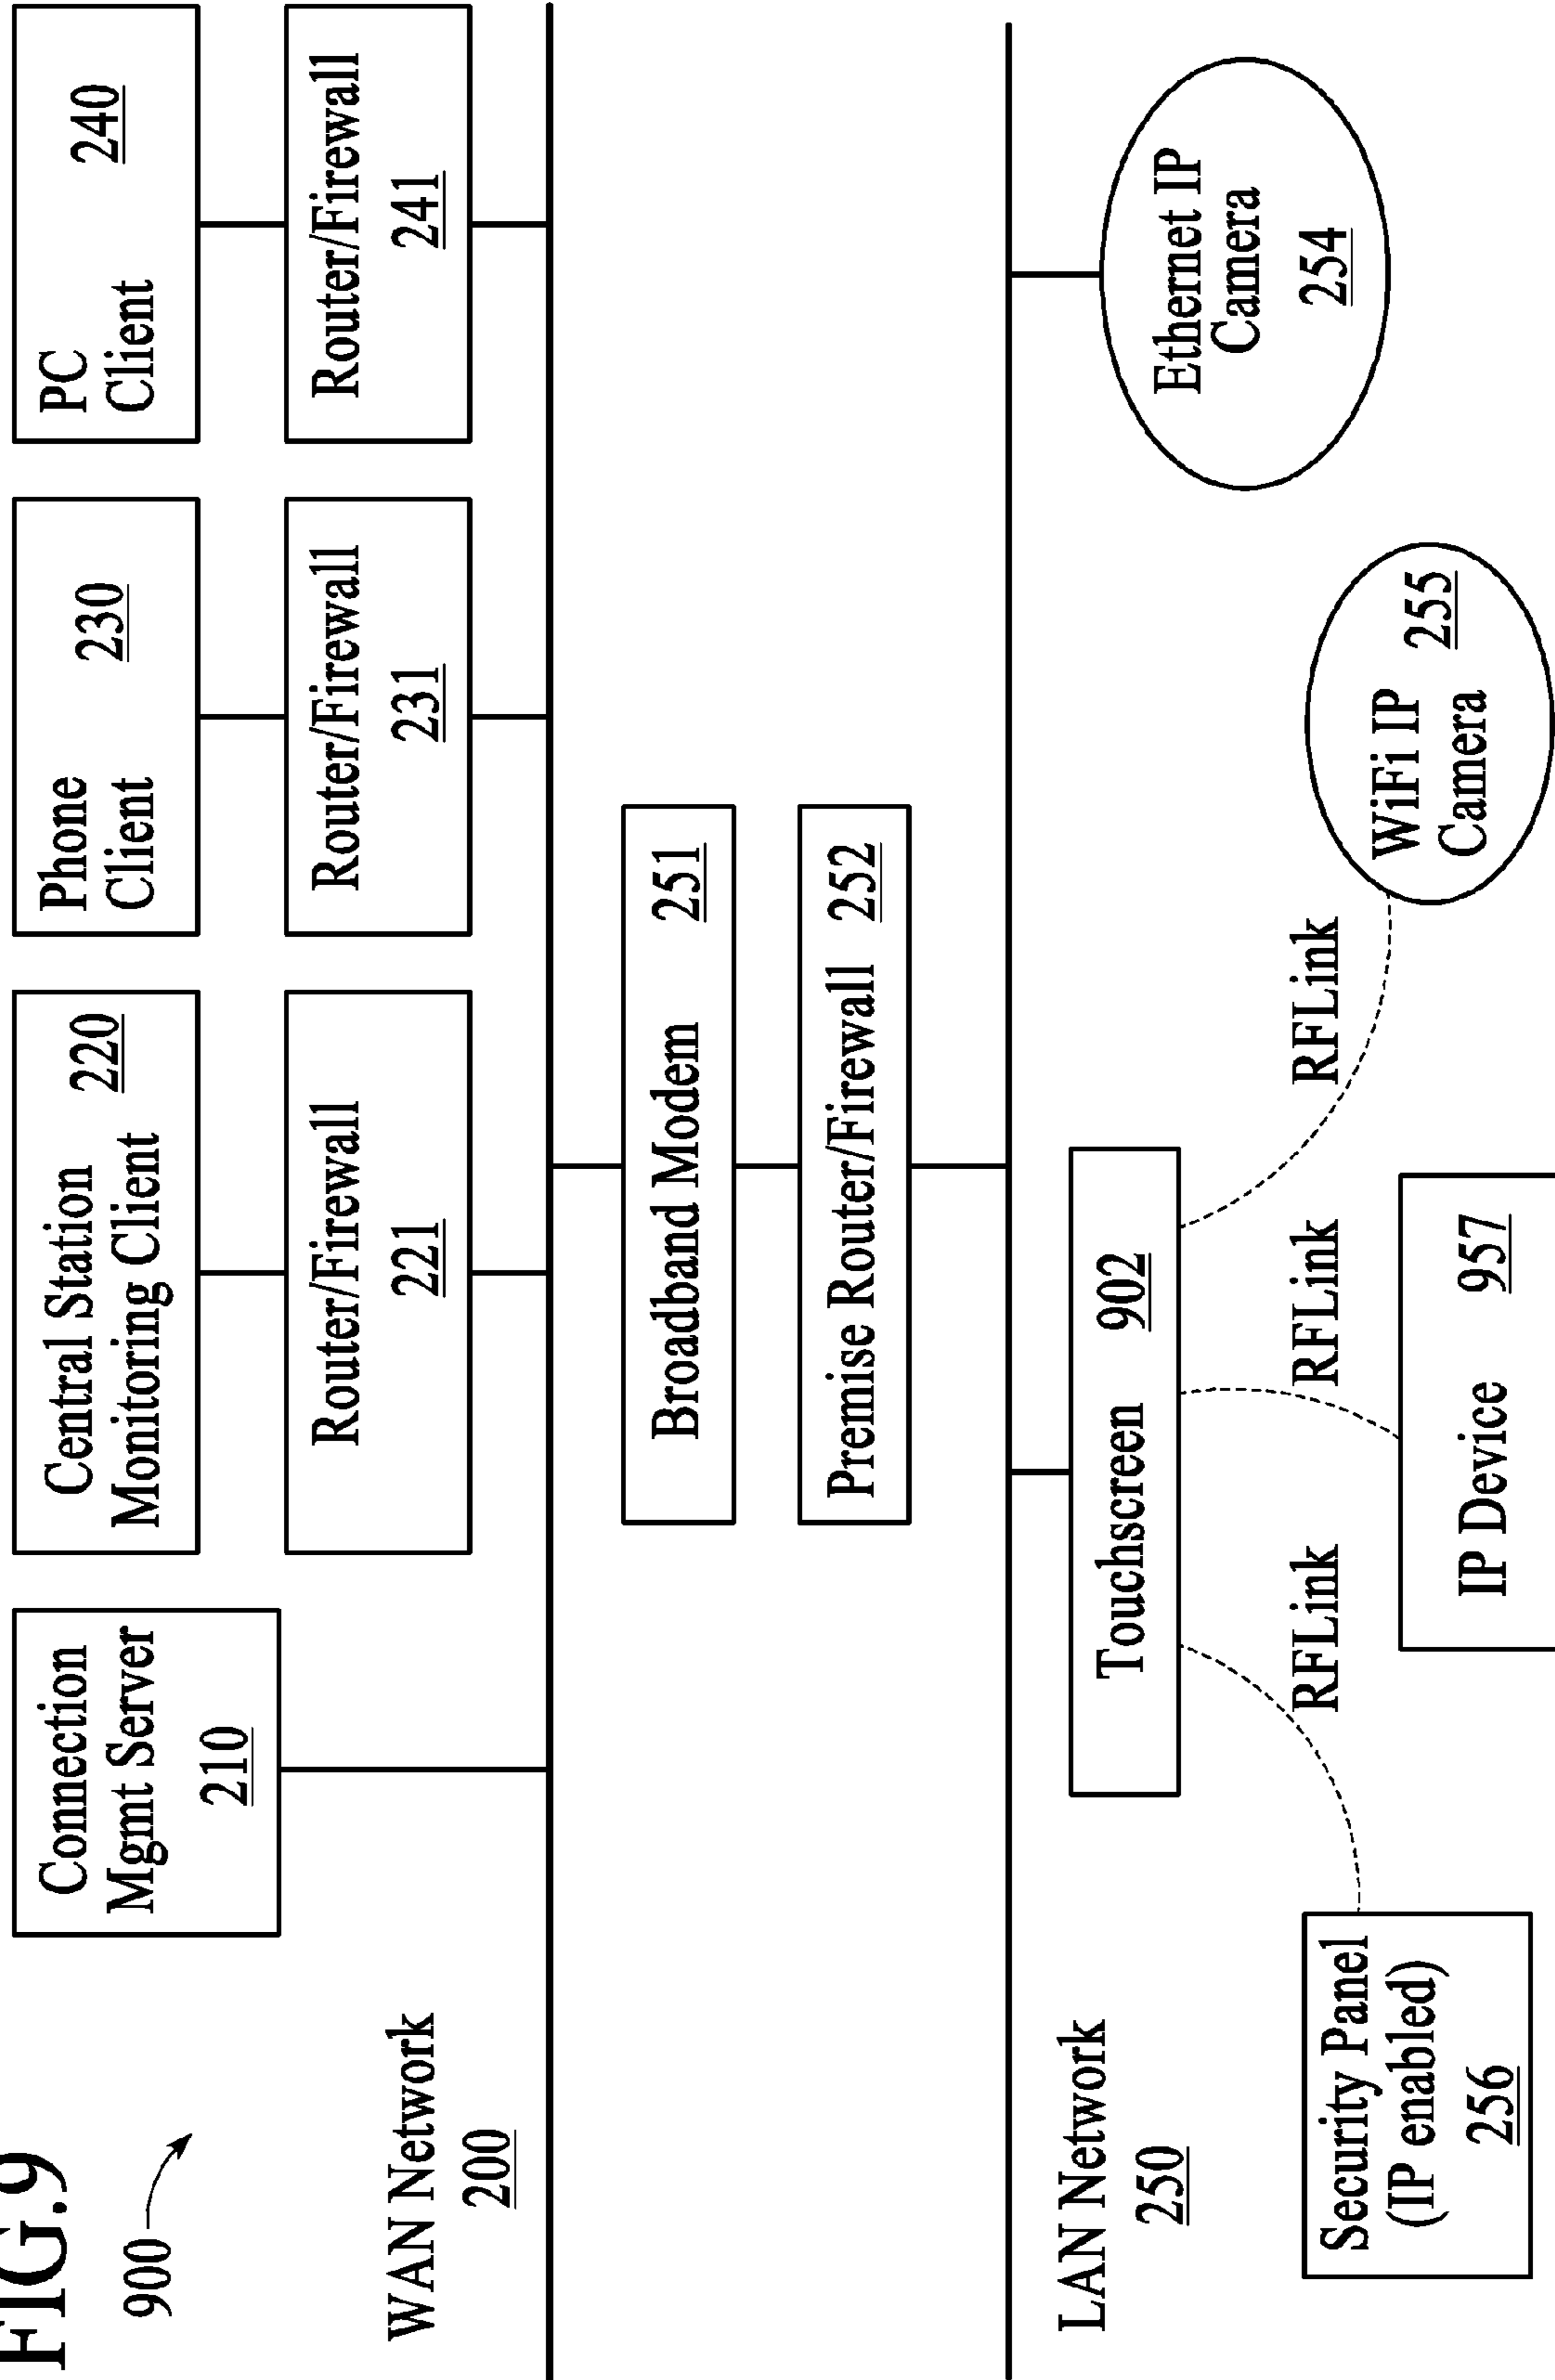 FIG.9
900
Connection
Mgmt Server
210
Central Station
Monitoring Client
220
Phone
Client
230
PC
Client
240
Router/Firewall
221
Router/Firewall
231
Router/Firewall
241
WAN Network
200
Broadband Modem 251
Premise Router/Firewall 252
LAN Network
250
Touchscreen 902
Ethernet IP
Camera
254
RFLink
RFLink
RFLink
Security Panel
(IP enabled)
256
IP Device 957
WiFi IP
Camera
255